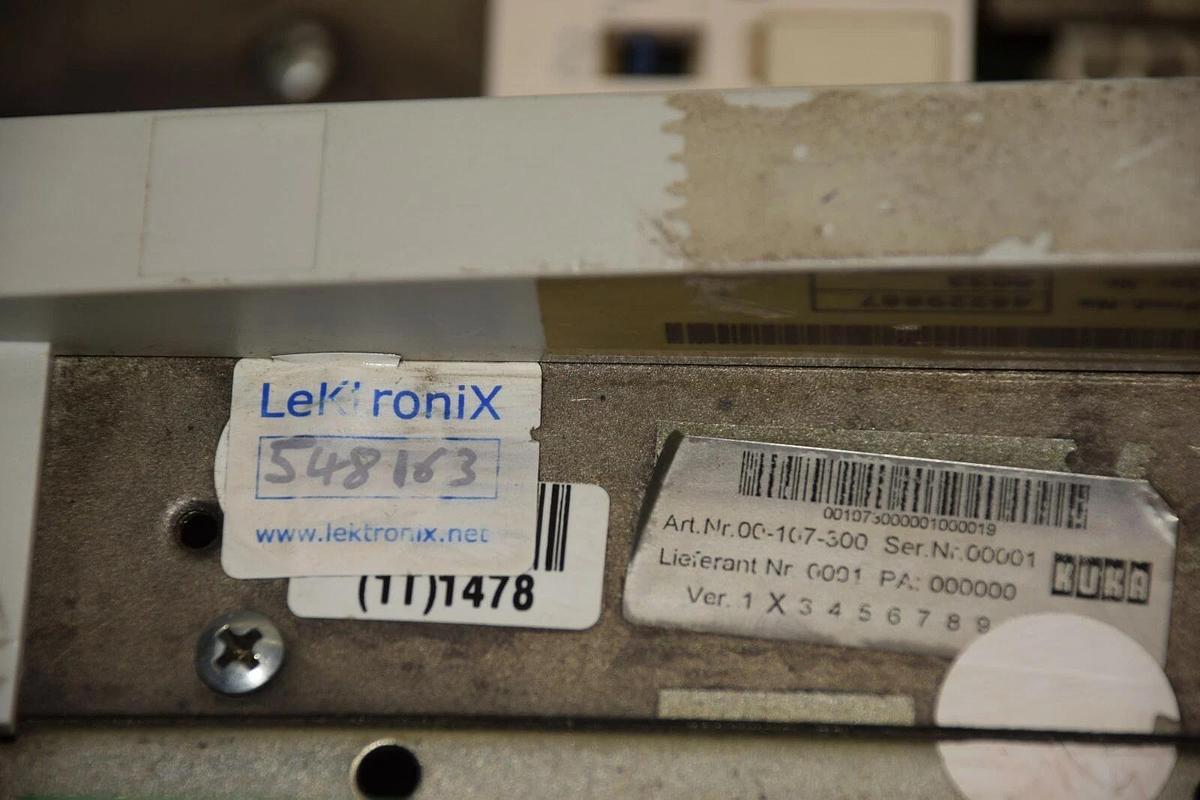 LeKtroniX
548163
www.lektronix.net
(11)1478
0010730000001000019
Art.Nr.00-107-300 Ser.Nr.00001
Lieferant Nr 0001 PA: 000000
KUKA
Ver. 1 X 3 4 5 6 7 8 9